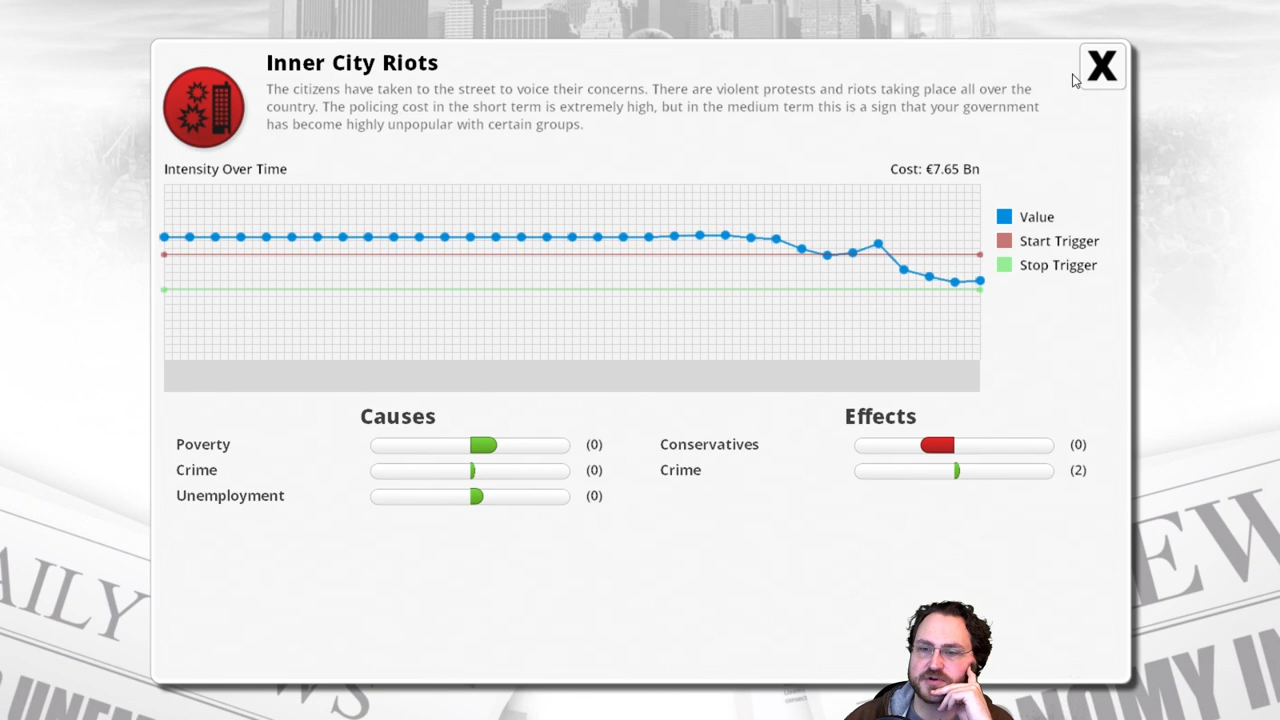 Inner City Riots
X
The citizens have taken to the street to voice their concerns. There are violent protests and riots taking place all over the
country. The policing cost in the short term is extremely high, but in the medium term this is a sign that your government
has become highly unpopular with certain groups.
Intensity Over Time
Cost: €7.65 Bn
Value
Start Trigger
Stop Trigger
Causes
Poverty (0)
Crime (0)
Unemployment (0)
Effects
Conservatives (0)
Crime (2)
AILY